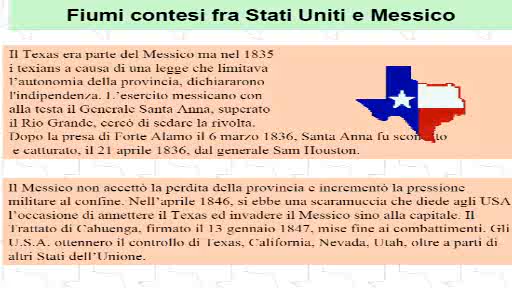 Fiumi contesi fra Stati Uniti e Messico
Il Texas era parte del Messico ma nel 1835
i texians a causa di una legge che limitava
l'autonomia della provincia, dichiararono
l'indipendenza. L'esercito messicano con
alla testa il Generale Santa Anna, superato
il Rio Grande, cercò di sedare la rivolta.
Dopo la presa di Forte Alamo il 6 marzo 1836, Santa Anna fu
e catturato, il 21 aprile 1836, dal generale Sam Houston.
Il Messico non accettò la perdita della provincia e incrementò la pressione
militare al confine. Nell'aprile 1846, si ebbe una scaramuccia che diede agli USA
l'occasione di annettere il Texas ed invadere il Messico sino alla capitale. Il
Trattato di Cahuenga, firmato il 13 gennaio 1847, mise fine ai combattimenti. Gli
U.S.A. ottennero il controllo di Texas, California, Nevada, Utah, oltre a parti di
altri Stati dell'Unione.